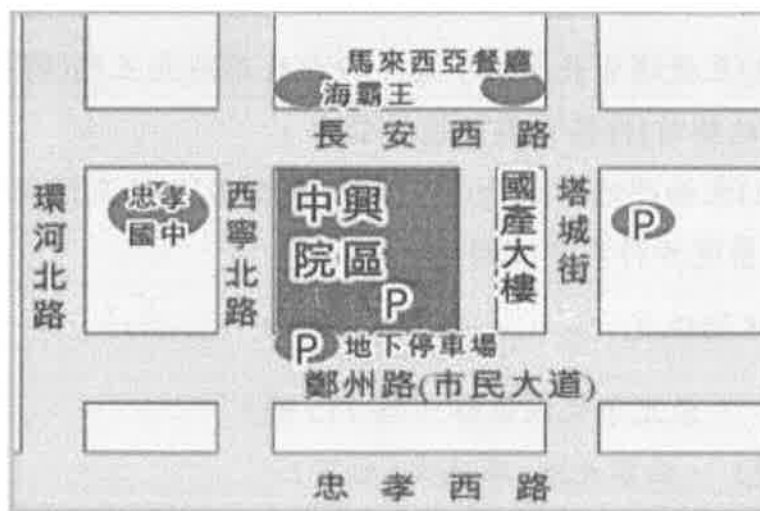 馬來西亞餐廳
海霸王
長安西路
環河北路
忠孝
國中
西寧北路
中興
院區
P
國產大樓
塔城街
P
P
地下停車場
鄭州路(市民大道)
忠孝西路